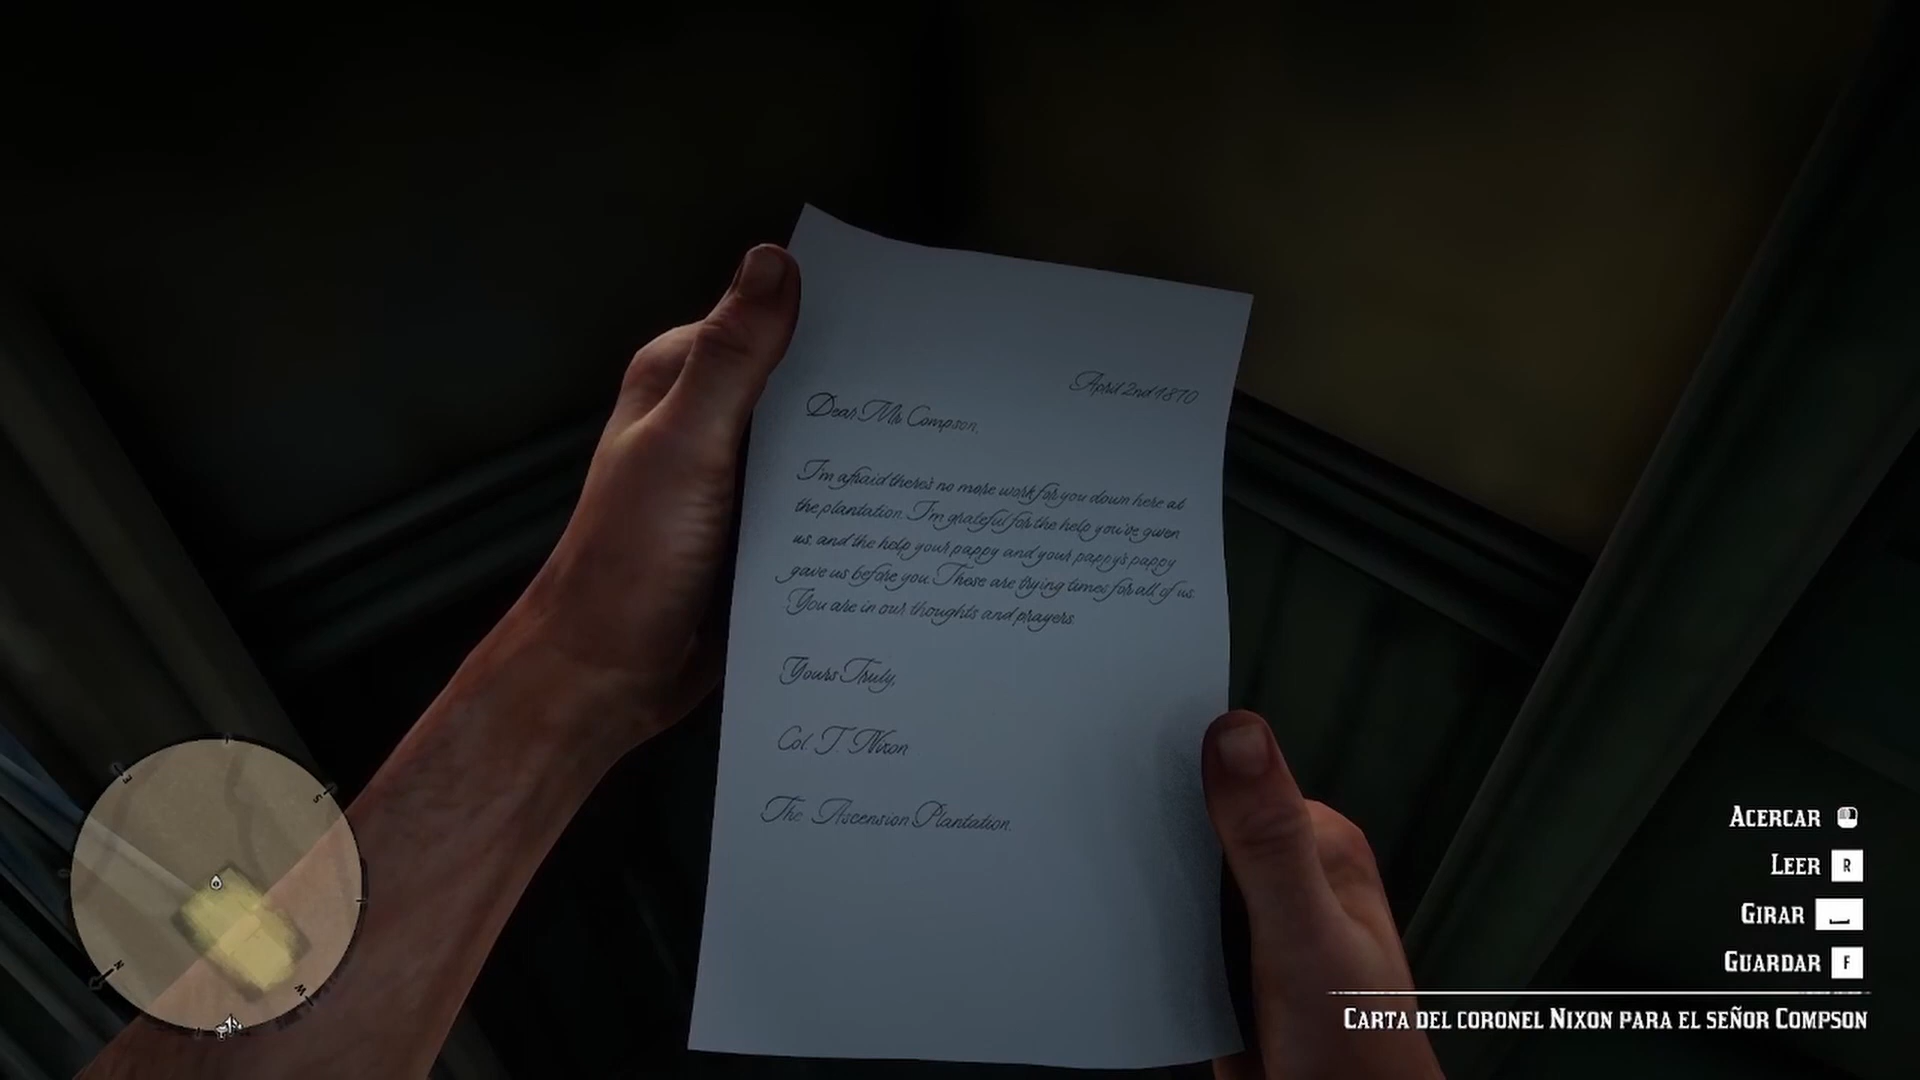 April 2nd 1870
Dear Mr. Compson,
I'm afraid there's no more work for you down here at
the plantation. I'm grateful for the help you've given
us, and the help your pappy and your pappy's pappy
gave us before you. These are trying times for all of us.
You are in our thoughts and prayers.
Yours Truly,
Col. T. Nixon
The Ascension Plantation.
E
S
N
W
ACERCAR
LEER R
GIRAR
GUARDAR F
CARTA DEL CORONEL NIXON PARA EL SEÑOR COMPSON